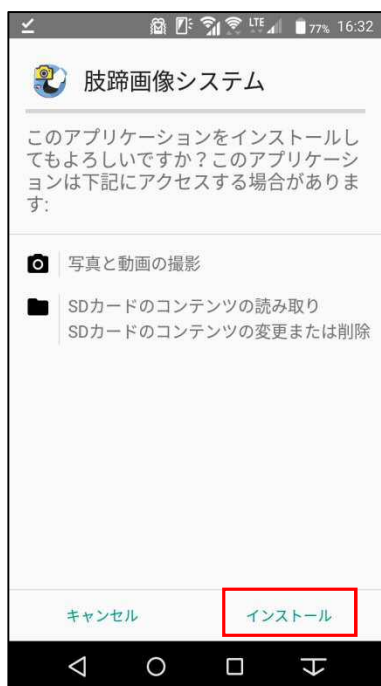 LTE 77% 16:32
肢蹄画像システム
このアプリケーションをインストールし
てもよろしいですか？このアプリケーシ
ョンは下記にアクセスする場合がありま
す:
写真と動画の撮影
SDカードのコンテンツの読み取り
SDカードのコンテンツの変更または削除
キャンセル インストール